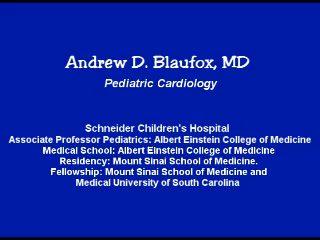 Andrew D. Blaufox, MD
Pediatric Cardiology
Schneider Children's Hospital
Associate Professor Pediatrics: Albert Einstein College of Medicine
Medical School: Albert Einstein College of Medicine
Residency: Mount Sinai School of Medicine.
Fellowship: Mount Sinai School of Medicine and
Medical University of South Carolina